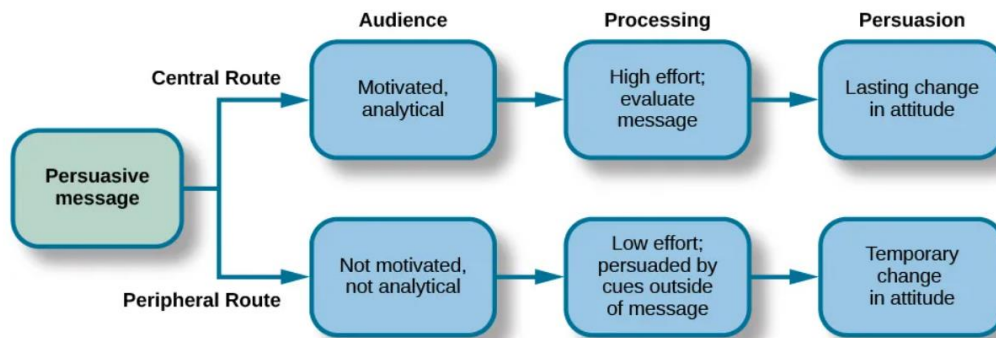 Audience
Processing
Persuasion
Central Route
Motivated,
analytical
High effort;
evaluate
message
Lasting change
in attitude
Persuasive
message
Peripheral Route
Not motivated,
not analytical
Low effort;
persuaded by
cues outside
of message
Temporary
change
in attitude